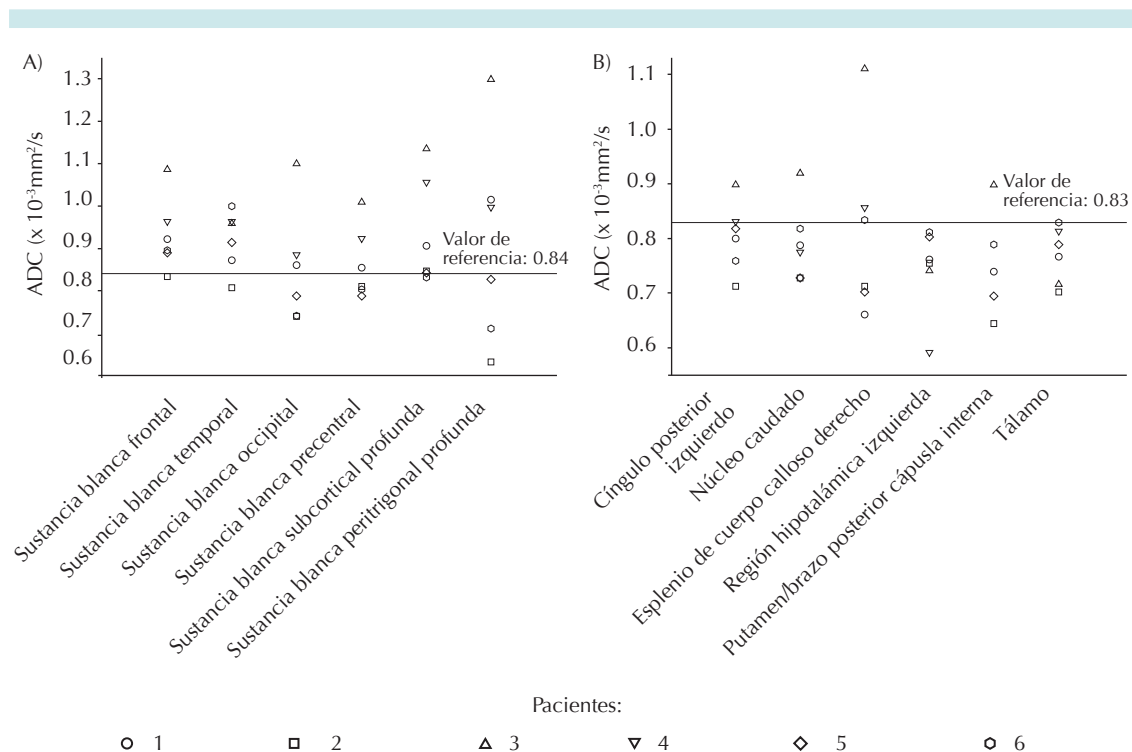 A)
1.3
1.2
1.1
1.0
0.9
0.8
0.7
0.6
ADC (x 10⁻³mm²/s
Valor de
referencia: 0.84
Sustancia blanca frontal
Sustancia blanca temporal
Sustancia blanca occipital
Sustancia blanca precentral
Sustancia blanca subcortical profunda
Sustancia blanca peritrigonal profunda
B)
1.1
1.0
0.9
0.8
0.7
0.6
ADC (x 10⁻³mm²/s
Valor de
referencia: 0.83
Cíngulo posterior
izquierdo
Núcleo caudado
Esplenio de cuerpo calloso derecho
Región hipotalámica izquierda
Putamen/brazo posterior cápusla interna
Tálamo
Pacientes:
1 2 3 4 5 6